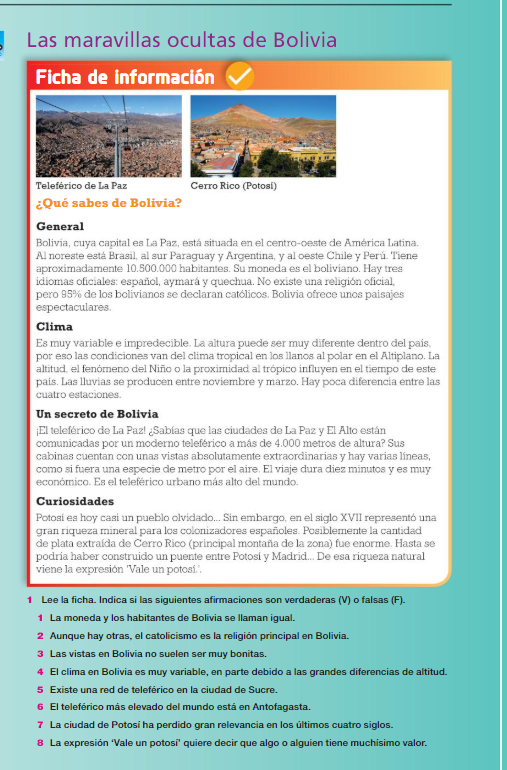 Las maravillas ocultas de Bolivia
Ficha de información
Teleférico de La Paz
Cerro Rico (Potosí)
¿Qué sabes de Bolivia?
General
Bolivia, cuya capital es La Paz, está situada en el centro-oeste de América Latina.
Al noreste está Brasil, al sur Paraguay y Argentina, y al oeste Chile y Perú. Tiene
aproximadamente 10.500.000 habitantes. Su moneda es el boliviano. Hay tres
idiomas oficiales: español, aymará y quechua. No existe una religión oficial,
pero 95% de los bolivianos se declaran católicos. Bolivia ofrece unos paisajes
espectaculares.
Clima
Es muy variable e impredecible. La altura puede ser muy diferente dentro del país,
por eso las condiciones van del clima tropical en los llanos al polar en el Altiplano. La
altitud, el fenómeno del Niño o la proximidad al trópico influyen en el tiempo de este
país. Las lluvias se producen entre noviembre y marzo. Hay poca diferencia entre las
cuatro estaciones.
Un secreto de Bolivia
¡El teleférico de La Paz! ¿Sabías que las ciudades de La Paz y El Alto están
comunicadas por un moderno teleférico a más de 4.000 metros de altura? Sus
cabinas cuentan con unas vistas absolutamente extraordinarias y hay varias líneas,
como si fuera una especie de metro por el aire. El viaje dura diez minutos y es muy
económico. Es el teleférico urbano más alto del mundo.
Curiosidades
Potosí es hoy casi un pueblo olvidado... Sin embargo, en el siglo XVII representó una
gran riqueza mineral para los colonizadores españoles. Posiblemente la cantidad
de plata extraída de Cerro Rico (principal montaña de la zona) fue enorme. Hasta se
podría haber construido un puente entre Potosí y Madrid... De esa riqueza natural
viene la expresión 'Vale un potosí.'.
1 Lee la ficha. Indica si las siguientes afirmaciones son verdaderas (V) o falsas (F).
1 La moneda y los habitantes de Bolivia se llaman igual.
2 Aunque hay otras, el catolicismo es la religión principal en Bolivia.
3 Las vistas en Bolivia no suelen ser muy bonitas.
4 El clima en Bolivia es muy variable, en parte debido a las grandes diferencias de altitud.
5 Existe una red de teleférico en la ciudad de Sucre.
6 El teleférico más elevado del mundo está en Antofagasta.
7 La ciudad de Potosí ha perdido gran relevancia en los últimos cuatro siglos.
8 La expresión 'Vale un potosí' quiere decir que algo o alguien tiene muchísimo valor.